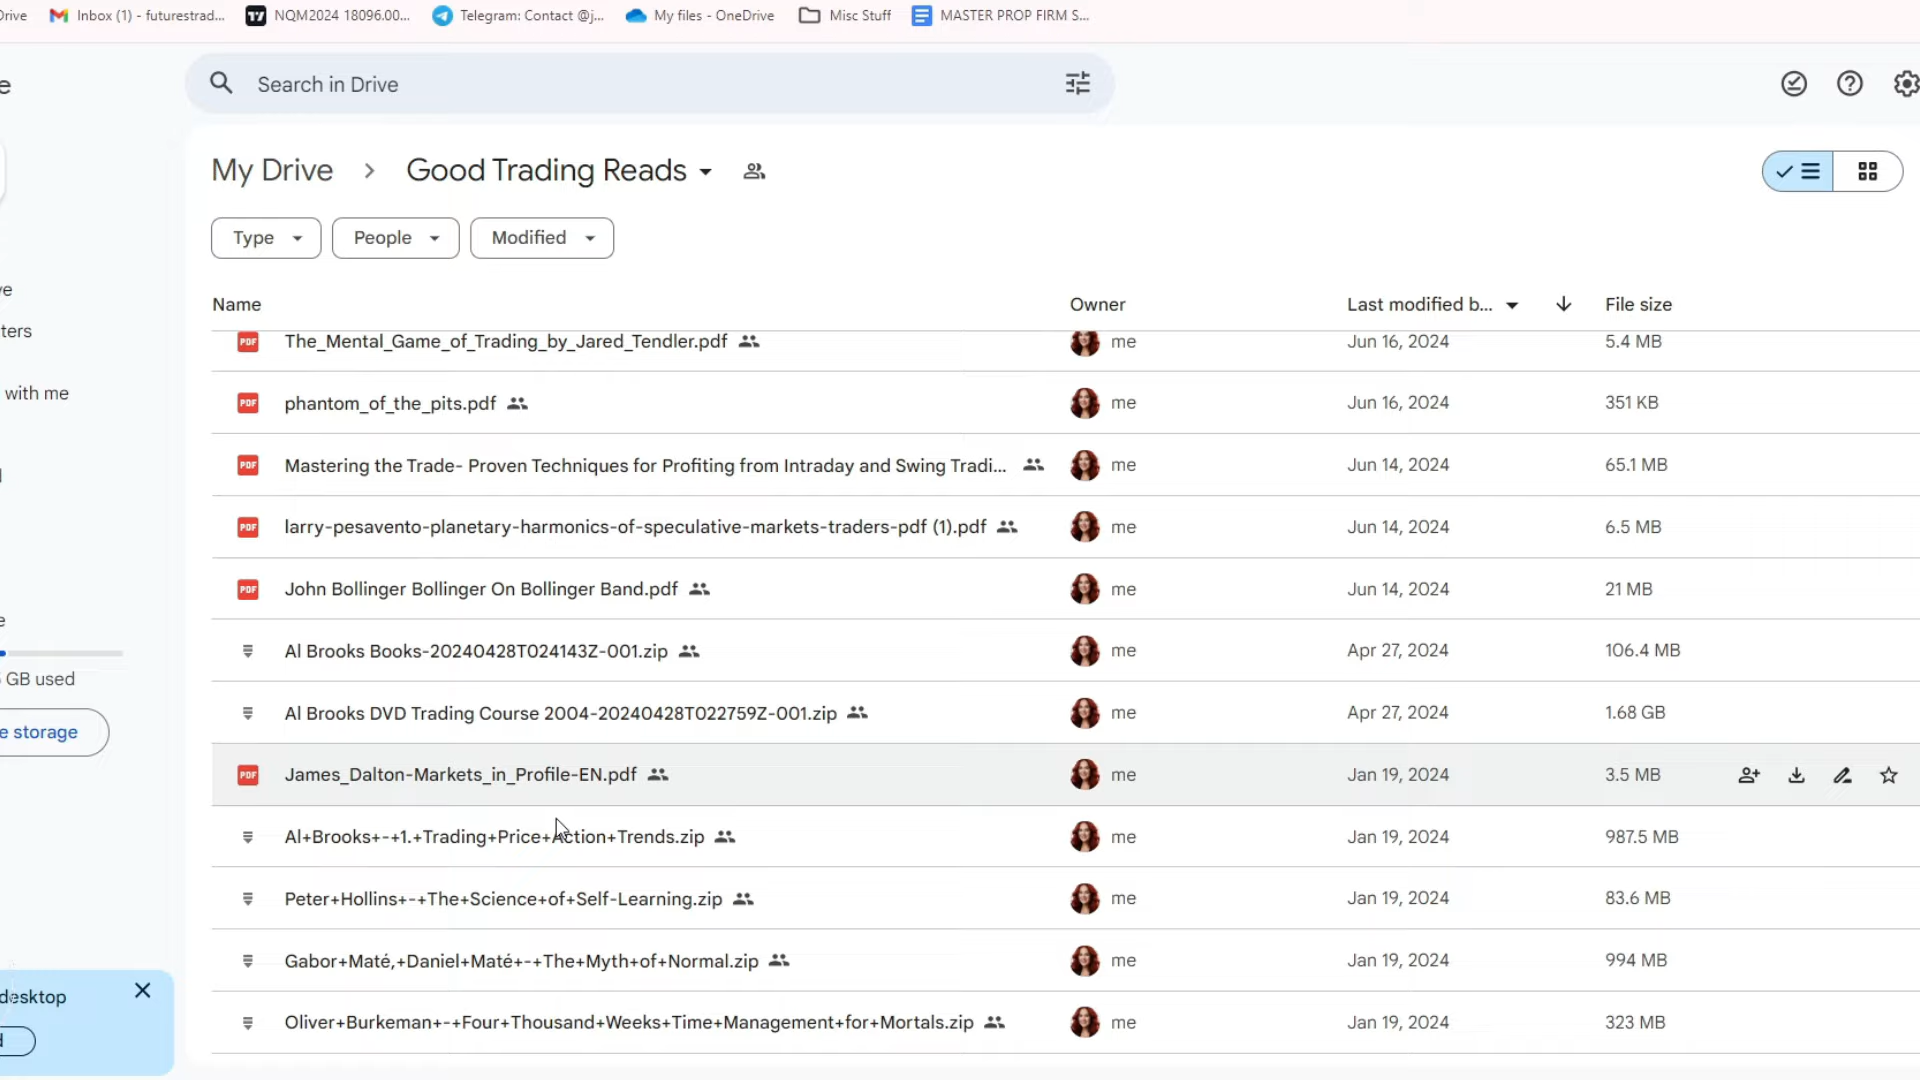 Drive
Inbox (1) - futurestrad...
NQM2024 18096.00...
Telegram: Contact @j...
My files - OneDrive
Misc Stuff
MASTER PROP FIRM S...
Search in Drive
My Drive > Good Trading Reads
Type People Modified
Name Owner Last modified b... File size
The_Mental_Game_of_Trading_by_Jared_Tendler.pdf me Jun 16, 2024 5.4 MB
phantom_of_the_pits.pdf me Jun 16, 2024 351 KB
Mastering the Trade- Proven Techniques for Profiting from Intraday and Swing Tradi... me Jun 14, 2024 65.1 MB
larry-pesavento-planetary-harmonics-of-speculative-markets-traders-pdf (1).pdf me Jun 14, 2024 6.5 MB
John Bollinger Bollinger On Bollinger Band.pdf me Jun 14, 2024 21 MB
Al Brooks Books-20240428T024143Z-001.zip me Apr 27, 2024 106.4 MB
Al Brooks DVD Trading Course 2004-20240428T022759Z-001.zip me Apr 27, 2024 1.68 GB
James_Dalton-Markets_in_Profile-EN.pdf me Jan 19, 2024 3.5 MB
Al+Brooks+-+1.+Trading+Price+Action+Trends.zip me Jan 19, 2024 987.5 MB
Peter+Hollins+-+The+Science+of+Self-Learning.zip me Jan 19, 2024 83.6 MB
Gabor+Maté,+Daniel+Maté+-+The+Myth+of+Normal.zip me Jan 19, 2024 994 MB
Oliver+Burkeman+-+Four+Thousand+Weeks+Time+Management+for+Mortals.zip me Jan 19, 2024 323 MB
with me
GB used
storage
desktop